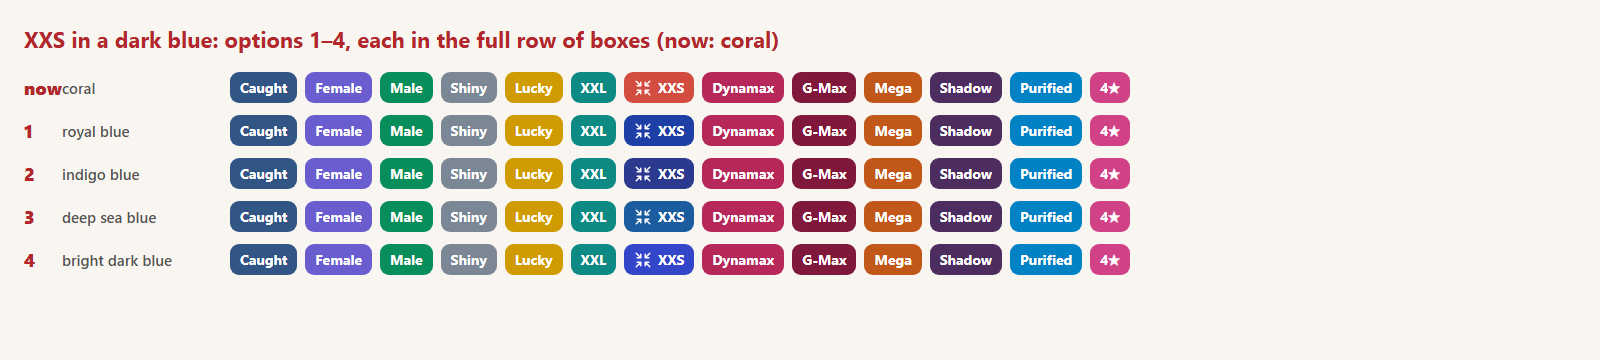 XXS in a dark blue: options 1–4, each in the full row of boxes (now: coral)
now coral Caught Female Male Shiny Lucky XXL XXS Dynamax G-Max Mega Shadow Purified 4★
1 royal blue Caught Female Male Shiny Lucky XXL XXS Dynamax G-Max Mega Shadow Purified 4★
2 indigo blue Caught Female Male Shiny Lucky XXL XXS Dynamax G-Max Mega Shadow Purified 4★
3 deep sea blue Caught Female Male Shiny Lucky XXL XXS Dynamax G-Max Mega Shadow Purified 4★
4 bright dark blue Caught Female Male Shiny Lucky XXL XXS Dynamax G-Max Mega Shadow Purified 4★